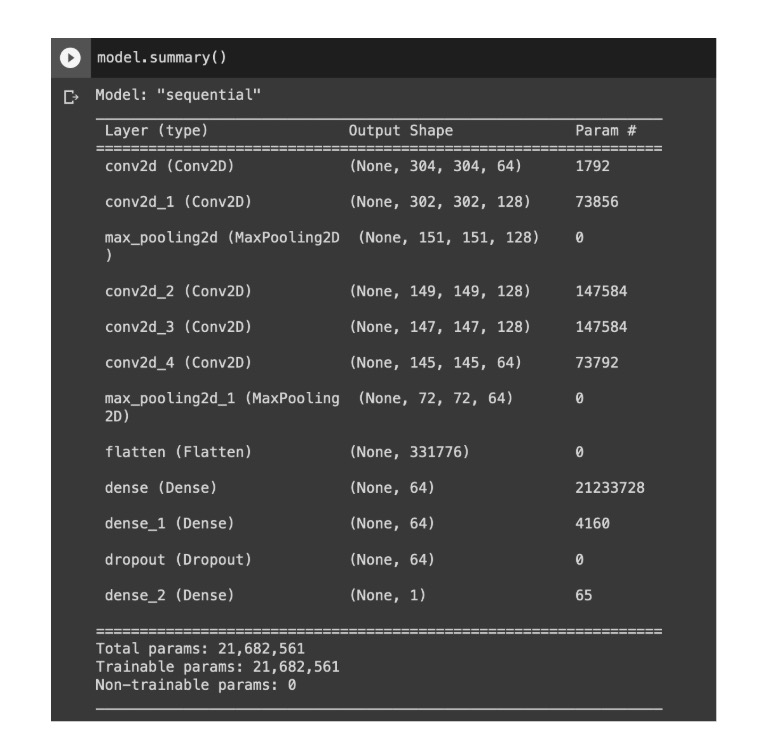 model.summary()
Model: "sequential"
Layer (type) Output Shape Param #
=================================================================
conv2d (Conv2D) (None, 304, 304, 64) 1792
conv2d_1 (Conv2D) (None, 302, 302, 128) 73856
max_pooling2d (MaxPooling2D (None, 151, 151, 128) 0
)
conv2d_2 (Conv2D) (None, 149, 149, 128) 147584
conv2d_3 (Conv2D) (None, 147, 147, 128) 147584
conv2d_4 (Conv2D) (None, 145, 145, 64) 73792
max_pooling2d_1 (MaxPooling (None, 72, 72, 64) 0
2D)
flatten (Flatten) (None, 331776) 0
dense (Dense) (None, 64) 21233728
dense_1 (Dense) (None, 64) 4160
dropout (Dropout) (None, 64) 0
dense_2 (Dense) (None, 1) 65
=================================================================
Total params: 21,682,561
Trainable params: 21,682,561
Non-trainable params: 0